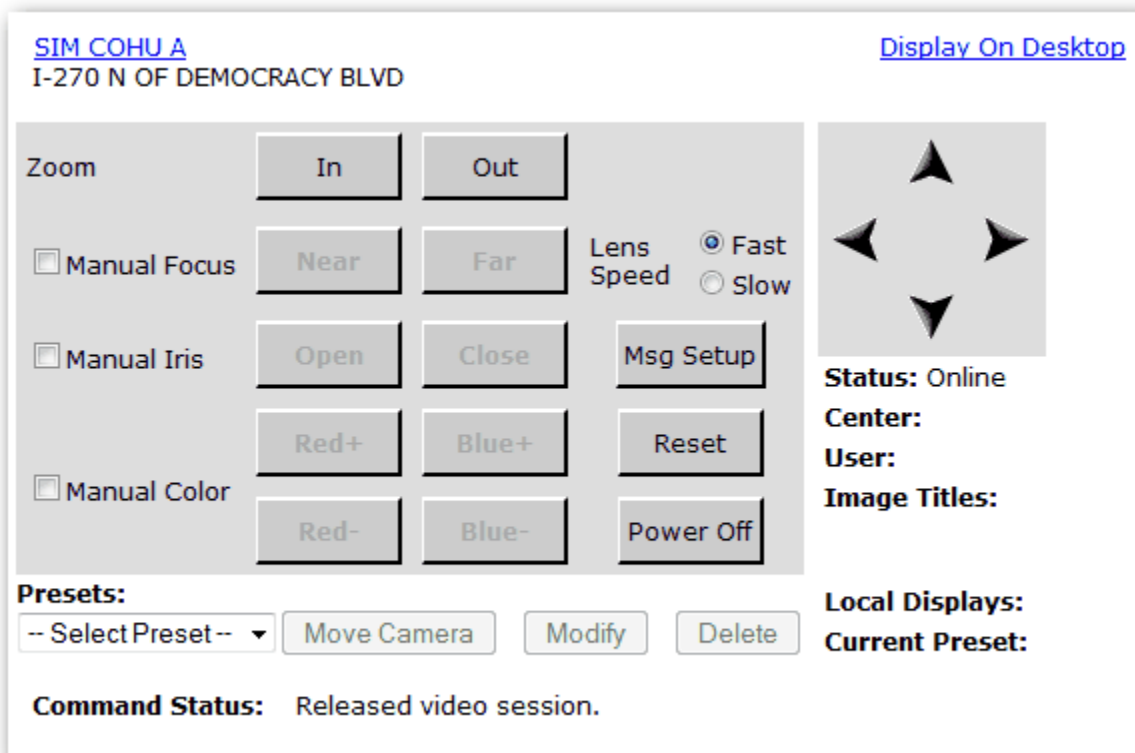 SIM COHU A
Display On Desktop
I-270 N OF DEMOCRACY BLVD
Zoom
In
Out
Manual Focus
Near
Far
Lens Speed
Fast
Slow
Manual Iris
Open
Close
Msg Setup
Manual Color
Red+
Blue+
Reset
Red-
Blue-
Power Off
Status: Online
Center:
User:
Image Titles:
Local Displays:
Current Preset:
Presets:
-- Select Preset --
Move Camera
Modify
Delete
Command Status: Released video session.